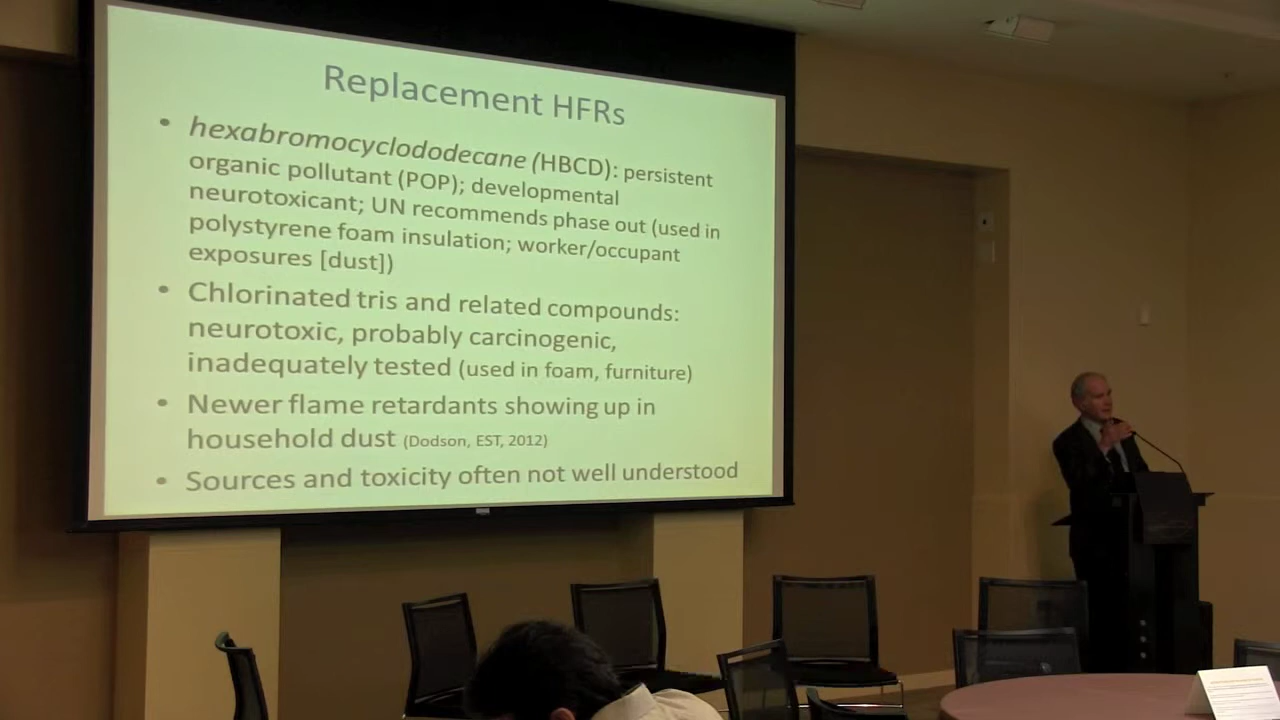 Replacement HFRs
• hexabromocyclododecane (HBCD): persistent
organic pollutant (POP); developmental
neurotoxicant; UN recommends phase out (used in
polystyrene foam insulation; worker/occupant
exposures [dust])
• Chlorinated tris and related compounds:
neurotoxic, probably carcinogenic,
inadequately tested (used in foam, furniture)
• Newer flame retardants showing up in
household dust (Dodson, EST, 2012)
• Sources and toxicity often not well understood